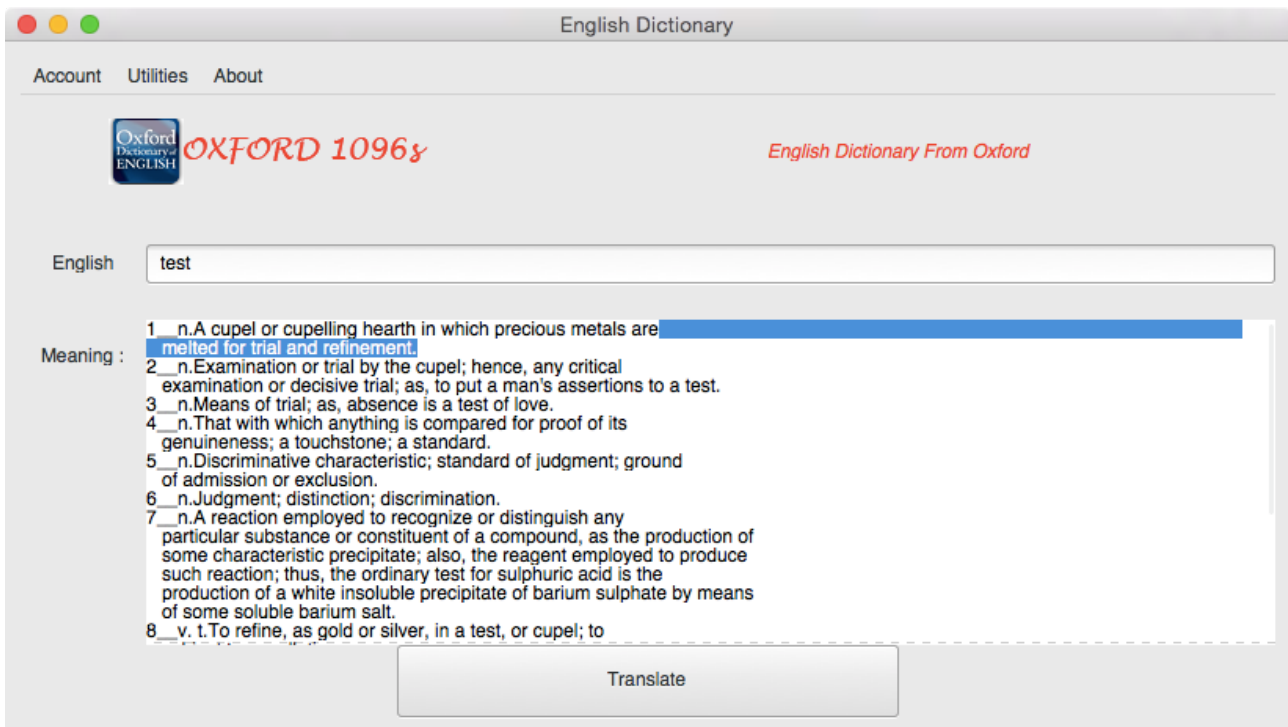 English Dictionary
Account Utilities About
Oxford
Dictionary of
ENGLISH
OXFORD 1096s
English Dictionary From Oxford
English
test
Meaning :
1__n.A cupel or cupelling hearth in which precious metals are
melted for trial and refinement.
2__n.Examination or trial by the cupel; hence, any critical
examination or decisive trial; as, to put a man's assertions to a test.
3__n.Means of trial; as, absence is a test of love.
4__n.That with which anything is compared for proof of its
genuineness; a touchstone; a standard.
5__n.Discriminative characteristic; standard of judgment; ground
of admission or exclusion.
6__n.Judgment; distinction; discrimination.
7__n.A reaction employed to recognize or distinguish any
particular substance or constituent of a compound, as the production of
some characteristic precipitate; also, the reagent employed to produce
such reaction; thus, the ordinary test for sulphuric acid is the
production of a white insoluble precipitate of barium sulphate by means
of some soluble barium salt.
8__v. t.To refine, as gold or silver, in a test, or cupel; to
Translate